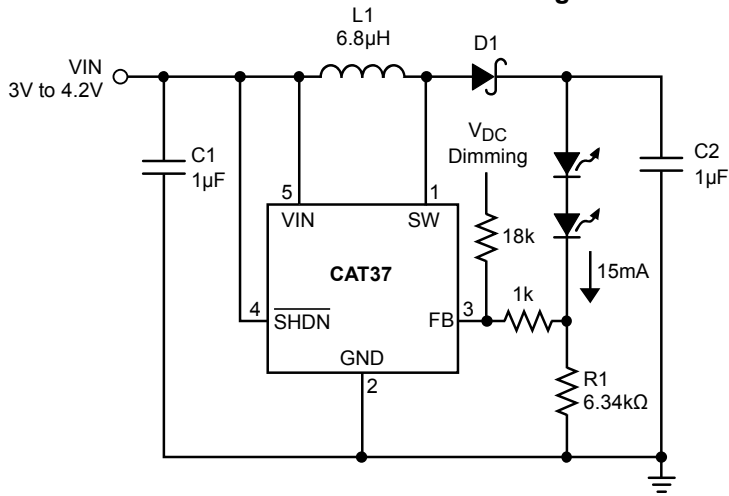 g
L1
6.8µH
D1
VIN
3V to 4.2V
VDC
Dimming
C1
1µF
C2
1µF
5
1
VIN
SW
18k
CAT37
15mA
1k
4
3
SHDN
FB
GND
2
R1
6.34kΩ